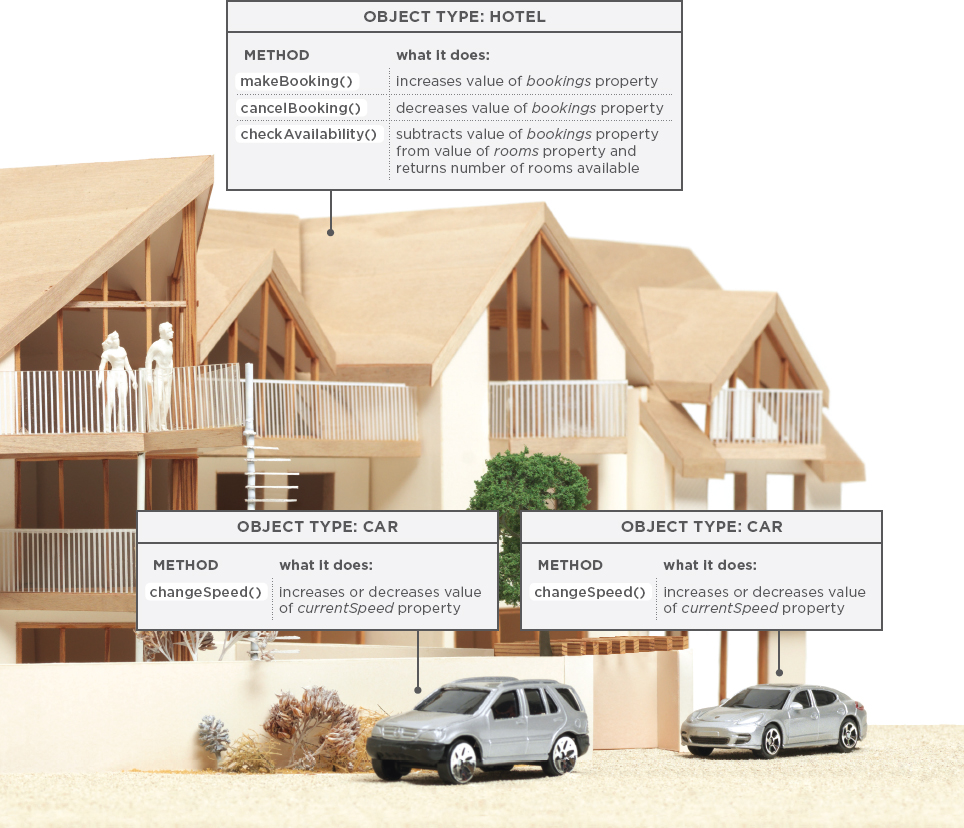 OBJECT TYPE: HOTEL
METHOD what it does:
makeBooking() increases value of bookings property
cancelBooking() decreases value of bookings property
checkAvailability() subtracts value of bookings property
from value of rooms property and
returns number of rooms available
OBJECT TYPE: CAR
METHOD what it does:
changeSpeed() increases or decreases value
of currentSpeed property
OBJECT TYPE: CAR
METHOD what it does:
changeSpeed() increases or decreases value
of currentSpeed property